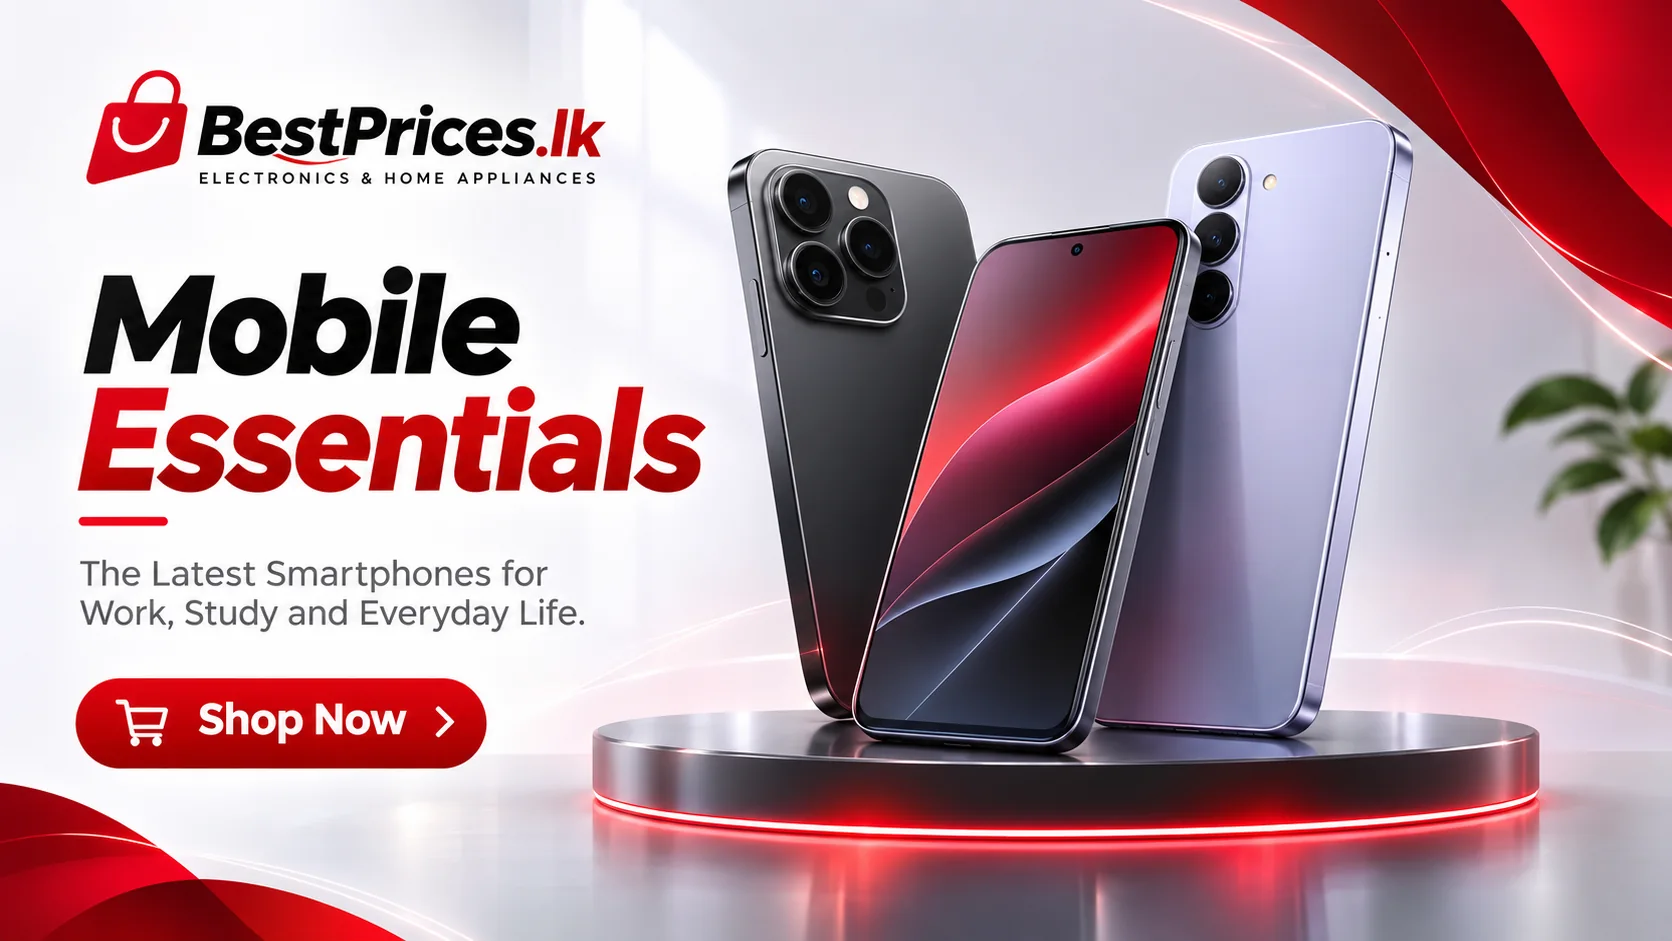 BestPrices.lk
ELECTRONICS & HOME APPLIANCES
Mobile
Essentials
The Latest Smartphones for
Work, Study and Everyday Life.
Shop Now